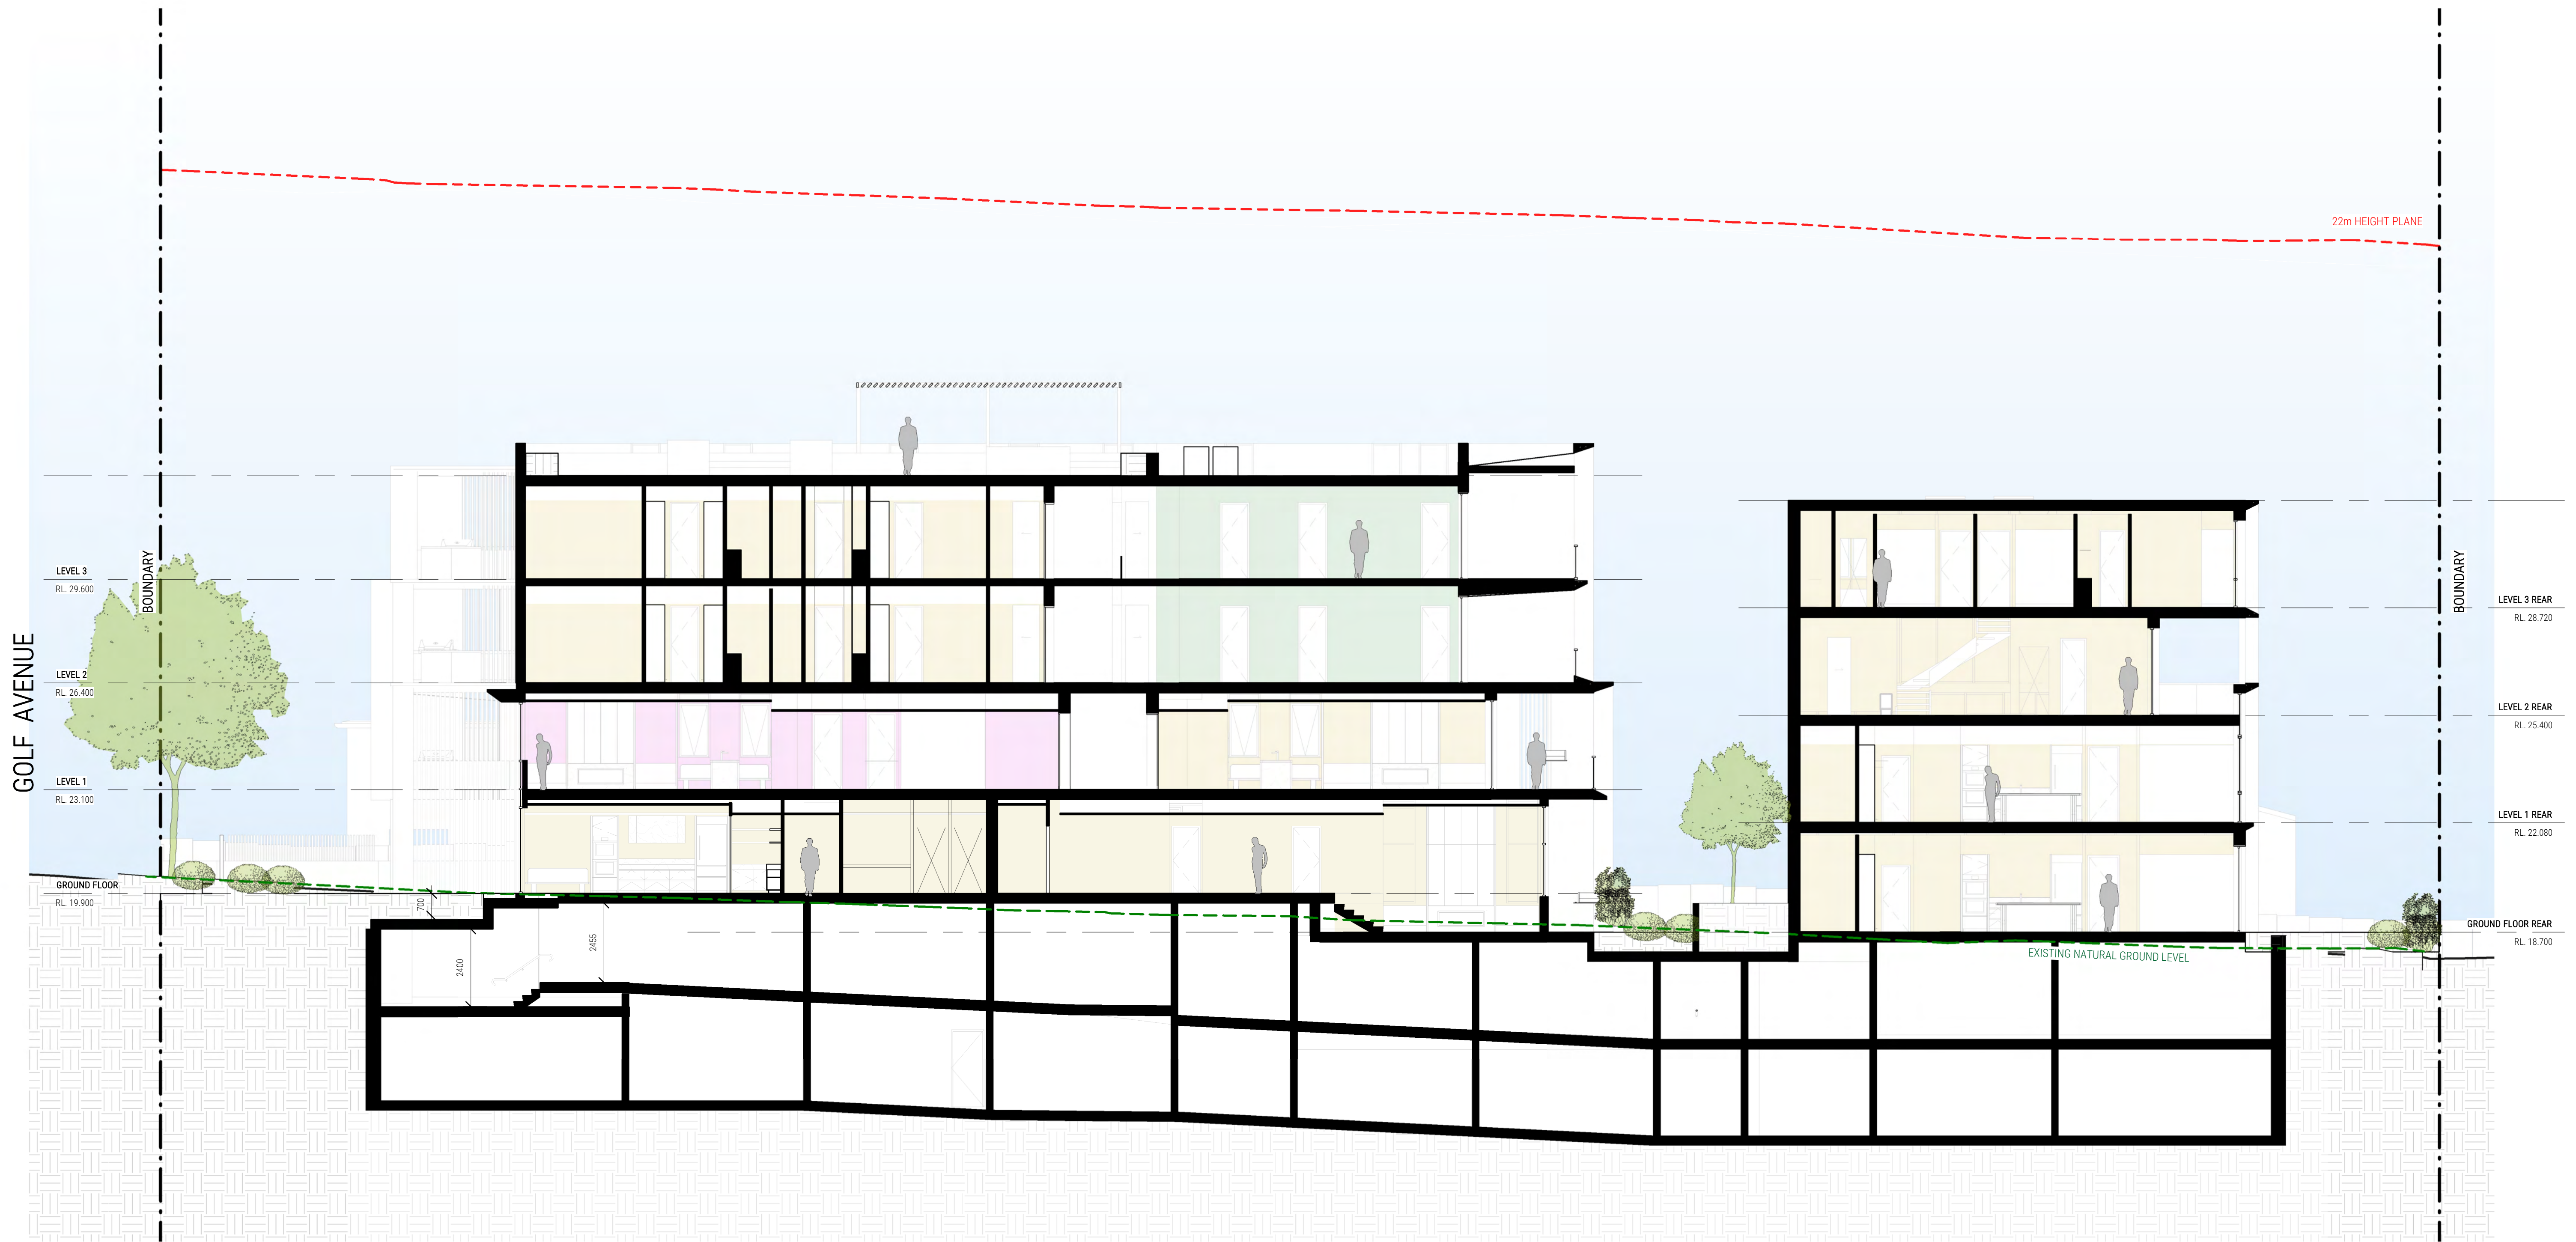 22m HEIGHT PLANE
GOLF AVENUE
BOUNDARY
BOUNDARY
LEVEL 3
RL. 29.600
LEVEL 2
RL. 26.400
LEVEL 1
RL. 23.100
GROUND FLOOR
RL. 19.900
700
2400
2455
LEVEL 3 REAR
RL. 28.720
LEVEL 2 REAR
RL. 25.400
LEVEL 1 REAR
RL. 22.080
GROUND FLOOR REAR
RL. 18.700
EXISTING NATURAL GROUND LEVEL